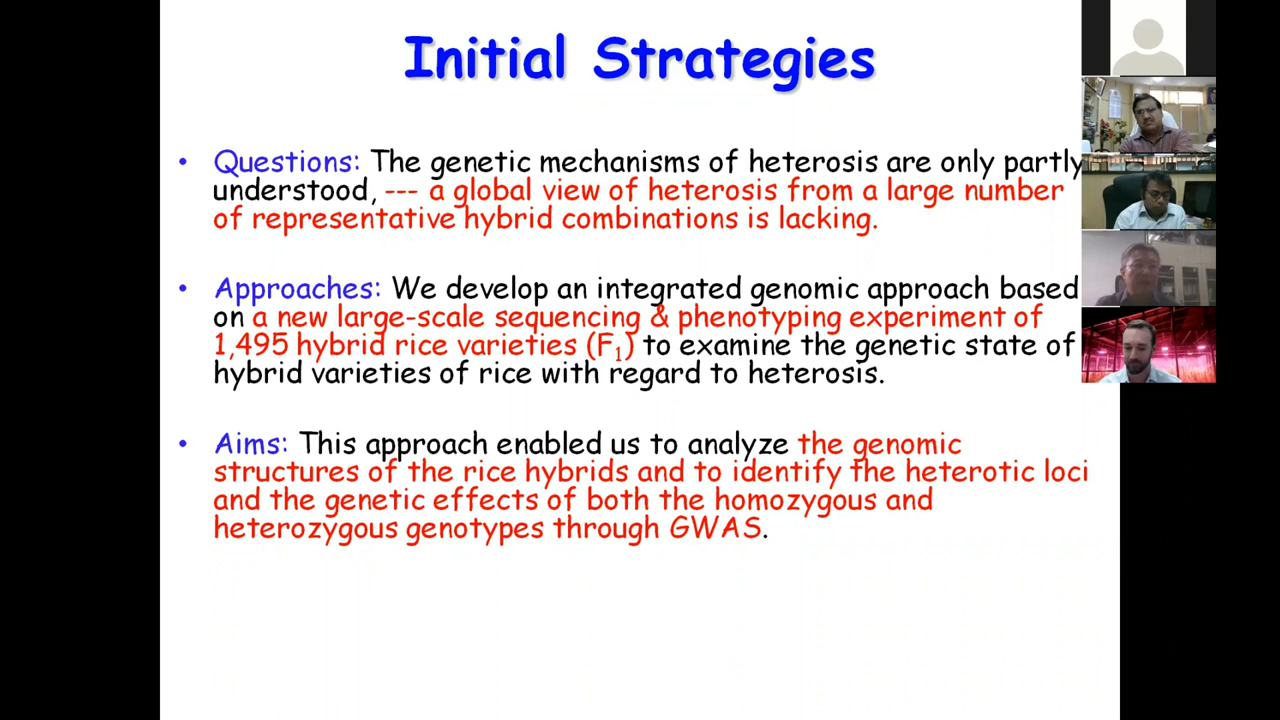 Initial Strategies
• Questions: The genetic mechanisms of heterosis are only partly
understood, --- a global view of heterosis from a large number
of representative hybrid combinations is lacking.
• Approaches: We develop an integrated genomic approach based
on a new large-scale sequencing & phenotyping experiment of
1,495 hybrid rice varieties (F₁) to examine the genetic state of
hybrid varieties of rice with regard to heterosis.
• Aims: This approach enabled us to analyze the genomic
structures of the rice hybrids and to identify the heterotic loci
and the genetic effects of both the homozygous and
heterozygous genotypes through GWAS.